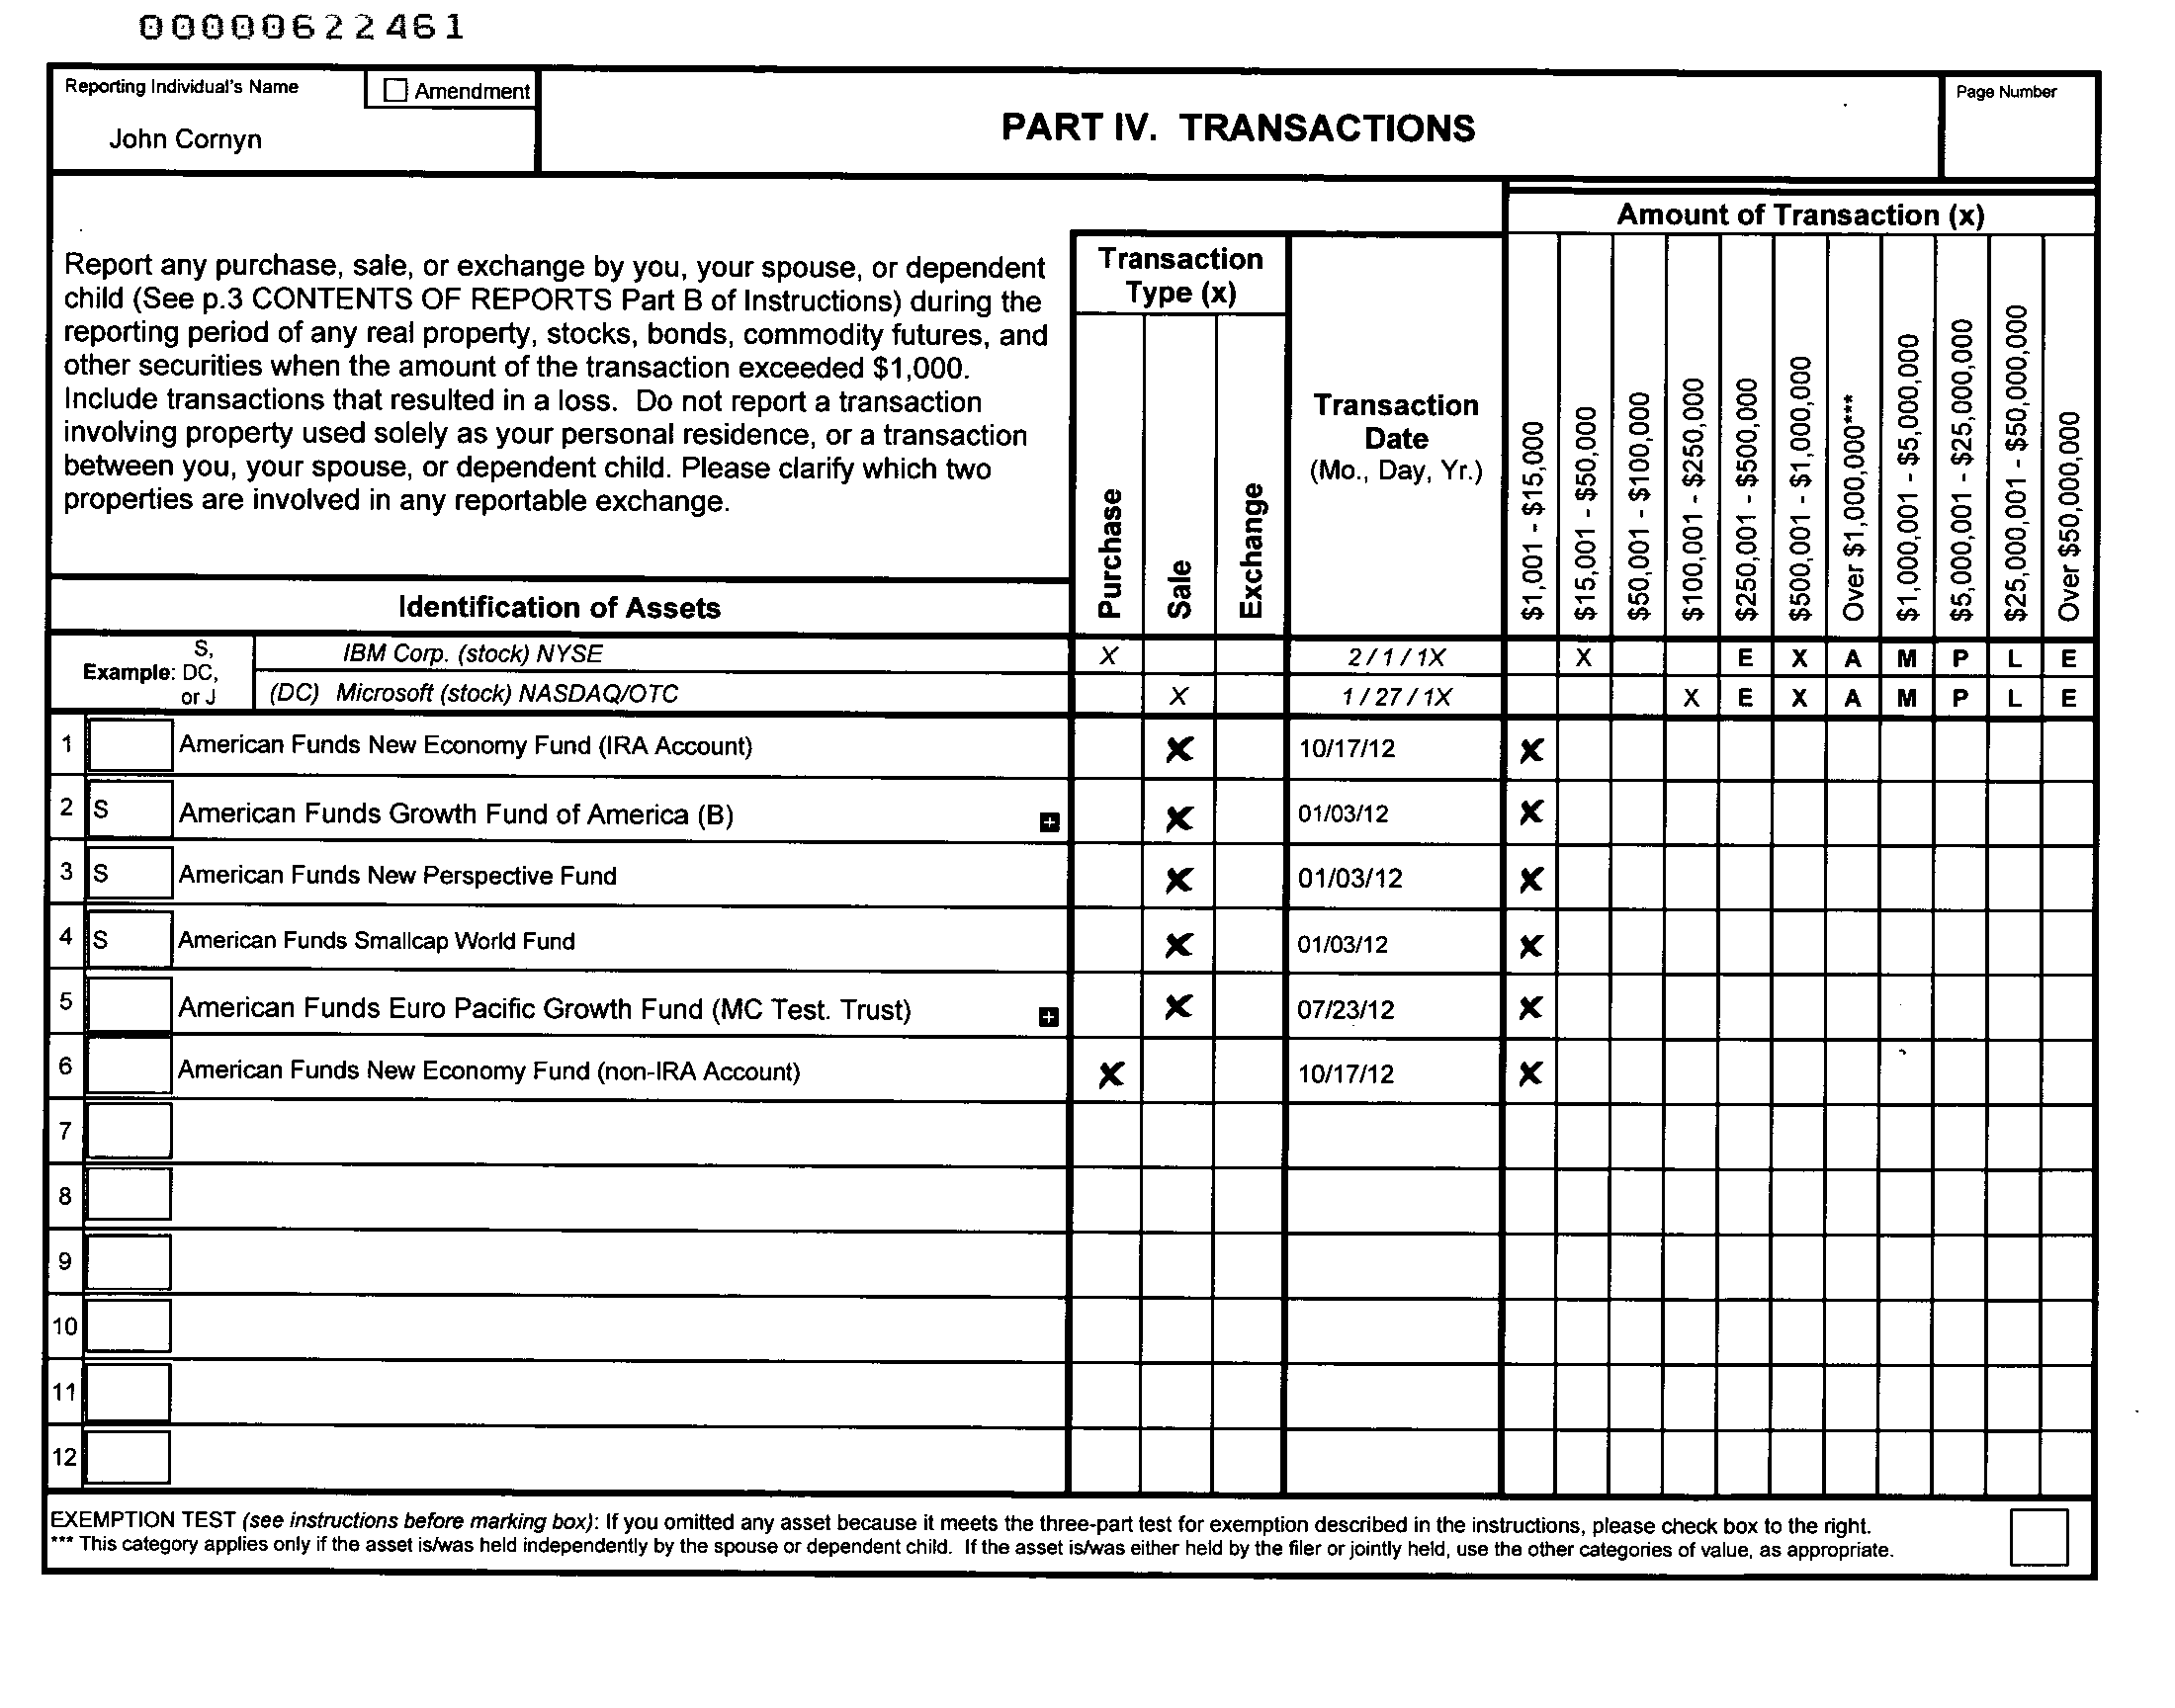 00000622461
Reporting Individual's Name
☐ Amendment
John Cornyn
PART IV. TRANSACTIONS
Page Number
Report any purchase, sale, or exchange by you, your spouse, or dependent
child (See p.3 CONTENTS OF REPORTS Part B of Instructions) during the
reporting period of any real property, stocks, bonds, commodity futures, and
other securities when the amount of the transaction exceeded $1,000.
Include transactions that resulted in a loss. Do not report a transaction
involving property used solely as your personal residence, or a transaction
between you, your spouse, or dependent child. Please clarify which two
properties are involved in any reportable exchange.
Identification of Assets
Transaction
Type (x)
Purchase
Sale
Exchange
Transaction
Date
(Mo., Day, Yr.)
Amount of Transaction (x)
$1,001 - $15,000
$15,001 - $50,000
$50,001 - $100,000
$100,001 - $250,000
$250,001 - $500,000
$500,001 - $1,000,000
Over $1,000,000***
$1,000,001 - $5,000,000
$5,000,001 - $25,000,000
$25,000,001 - $50,000,000
Over $50,000,000
Example: S, DC, or J
IBM Corp. (stock) NYSE X 2 / 1 / 1X X E X A M P L E
(DC) Microsoft (stock) NASDAQ/OTC X 1 / 27 / 1X X E X A M P L E
1 American Funds New Economy Fund (IRA Account) X 10/17/12 X
2 S American Funds Growth Fund of America (B) + X 01/03/12 X
3 S American Funds New Perspective Fund X 01/03/12 X
4 S American Funds Smallcap World Fund X 01/03/12 X
5 American Funds Euro Pacific Growth Fund (MC Test. Trust) + X 07/23/12 X
6 American Funds New Economy Fund (non-IRA Account) X 10/17/12 X
7
8
9
10
11
12
EXEMPTION TEST (see instructions before marking box): If you omitted any asset because it meets the three-part test for exemption described in the instructions, please check box to the right.
*** This category applies only if the asset is/was held independently by the spouse or dependent child. If the asset is/was either held by the filer or jointly held, use the other categories of value, as appropriate.